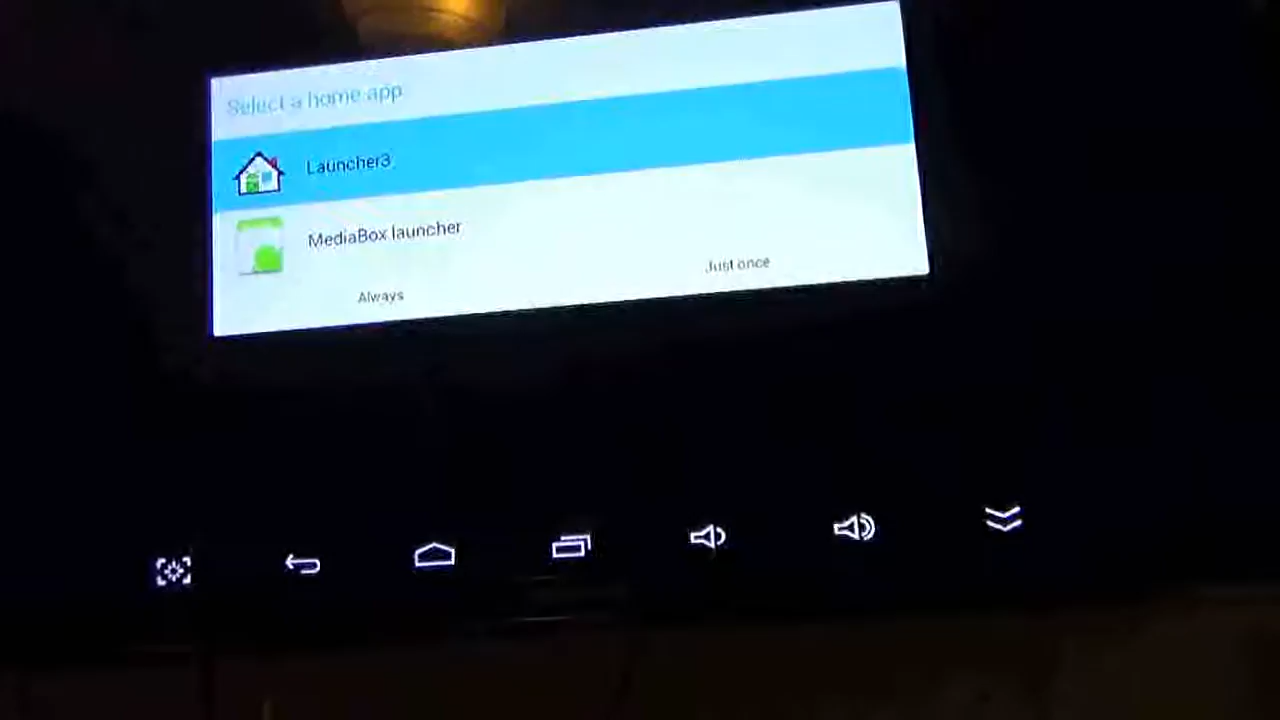 Select a home app
Launcher3
MediaBox launcher
Always
Just once